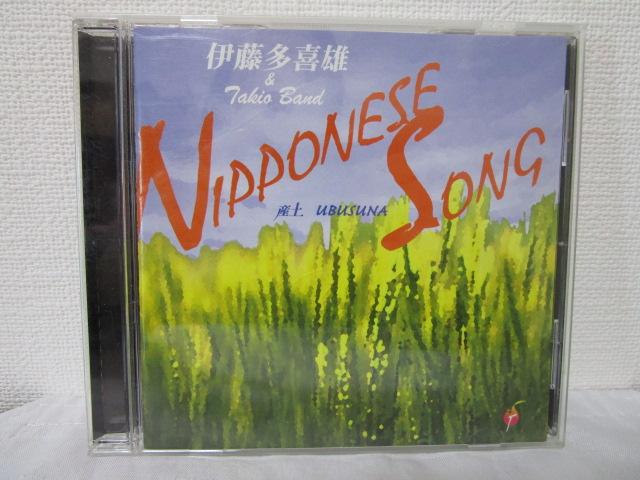 伊藤多喜雄
&
Takio Band
NIPPONESE
SONG
産土 UBUSUNA